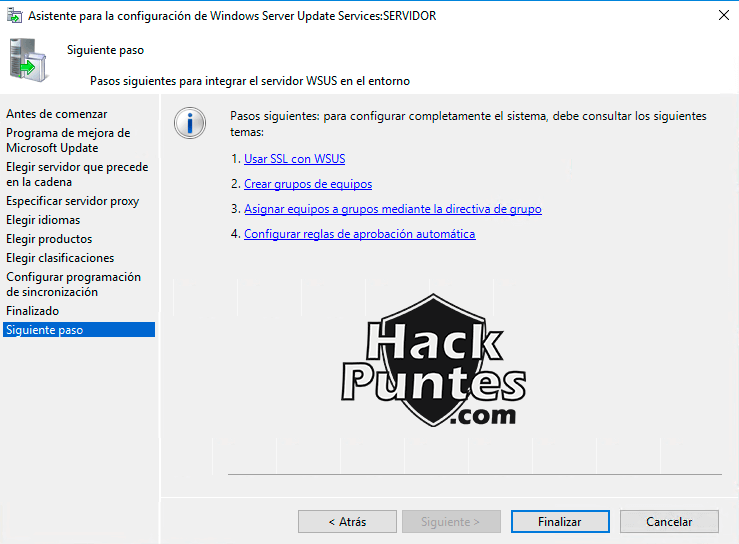 Asistente para la configuración de Windows Server Update Services:SERVIDOR
Siguiente paso
Pasos siguientes para integrar el servidor WSUS en el entorno
Antes de comenzar
Programa de mejora de
Microsoft Update
Elegir servidor que precede
en la cadena
Especificar servidor proxy
Elegir idiomas
Elegir productos
Elegir clasificaciones
Configurar programación
de sincronización
Finalizado
Siguiente paso
Pasos siguientes: para configurar completamente el sistema, debe consultar los siguientes
temas:
1. Usar SSL con WSUS
2. Crear grupos de equipos
3. Asignar equipos a grupos mediante la directiva de grupo
4. Configurar reglas de aprobación automática
Hack
Puntes
.com
< Atrás
Siguiente >
Finalizar
Cancelar